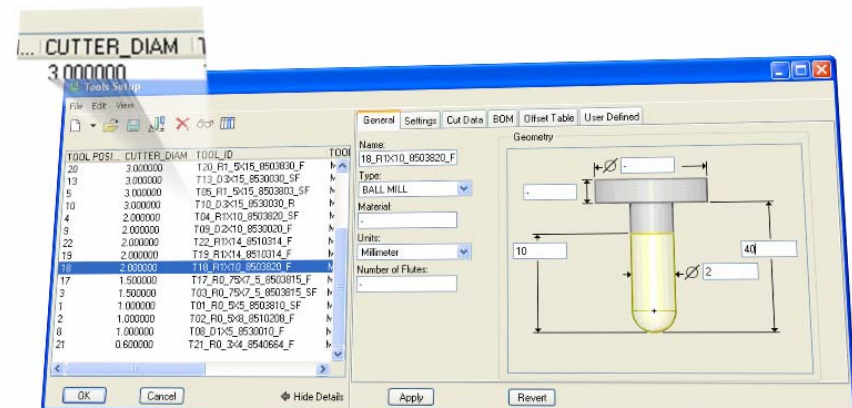 ... CUTTER_DIAM
3.000000
Tools Setup
File Edit View
TOOL POSI... CUTTER_DIAM TOOL_ID TOOL
20 3.000000 T20_R1_5X15_8503830_F
13 3.000000 T13_D3X15_8530030_SF
5 3.000000 T05_R1_5X15_8503803_SF
10 3.000000 T10_D3X15_8530030_R
4 2.000000 T04_R1X10_8503820_SF
9 2.000000 T09_D2X10_8530020_F
22 2.000000 T22_R1X14_8510314_F
19 2.000000 T19_R1X14_8510314_F
18 2.000000 T18_R1X10_8503820_F
17 1.500000 T17_R0_75X7_5_8503815_F
3 1.500000 T03_R0_75X7_5_8503815_SF
1 1.000000 T01_R0_5X5_8503810_SF
2 1.000000 T02_R0_5X8_8510208_F
8 1.000000 T08_D1X5_8530010_F
21 0.600000 T21_R0_3X4_8540664_F
OK Cancel Hide Details
General Settings Cut Data BOM Offset Table User Defined
Name:
18_R1X10_8503820_F
Type:
BALL MILL
Material:
-
Units:
Millimeter
Number of Flutes:
-
Geometry
Ø -
-
10
40
Ø 2
Apply Revert